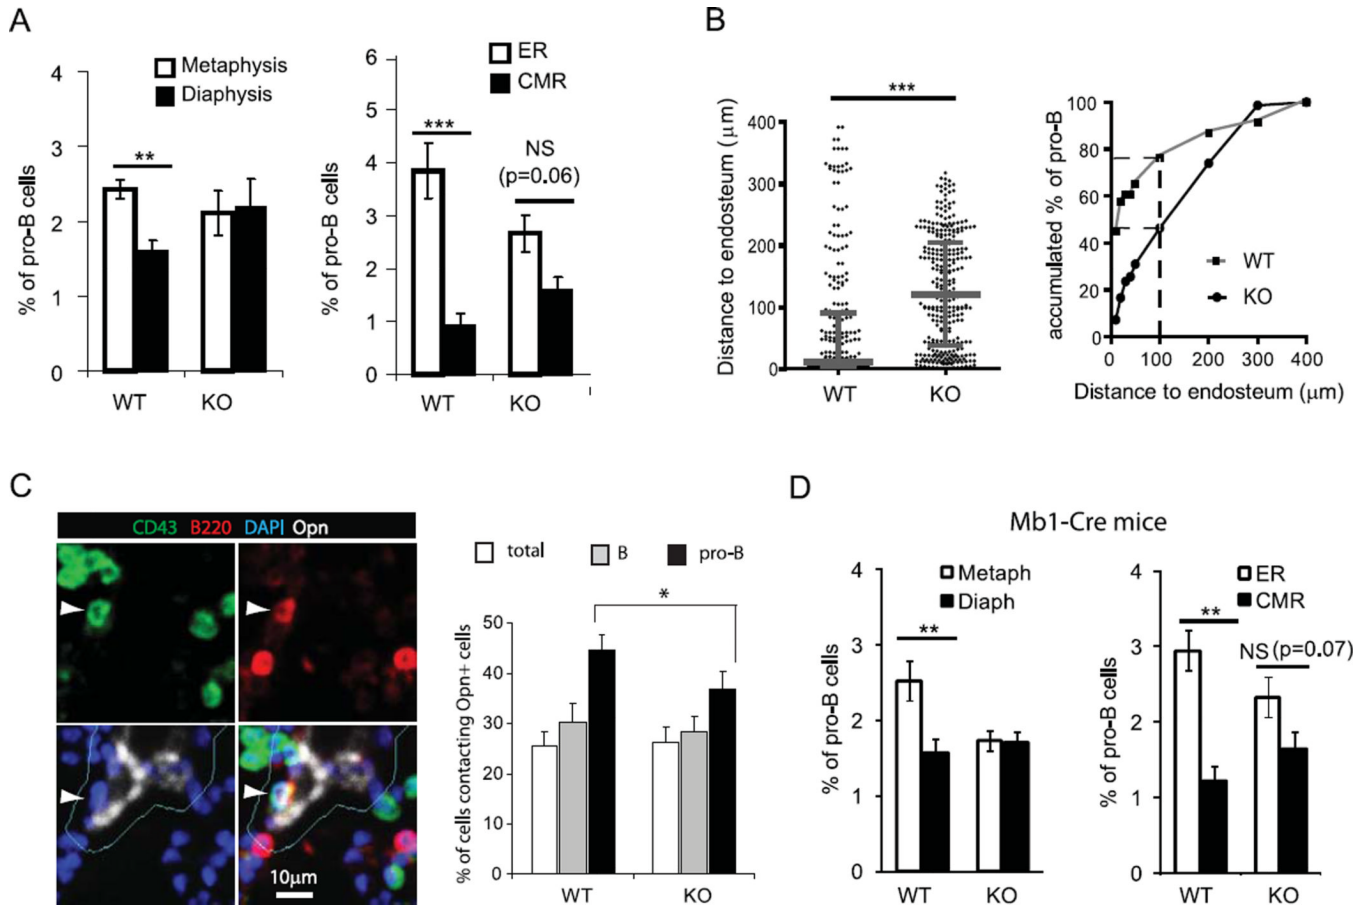 A
% of pro-B cells
4
3
2
1
0
Metaphysis
Diaphysis
**
WT
KO
% of pro-B cells
6
5
4
3
2
1
0
ER
CMR
***
NS
(p=0.06)
WT
KO
B
Distance to endosteum (μm)
400
300
200
100
0
***
WT
KO
accumulated % of pro-B
100
80
60
40
20
0
WT
KO
0
100
200
300
400
Distance to endosteum (μm)
C
CD43 B220 DAPI Opn
10μm
total
B
pro-B
*
% of cells contacting Opn+ cells
50
40
30
20
10
0
WT
KO
D
Mb1-Cre mice
% of pro-B cells
4
3
2
1
0
Metaph
Diaph
**
WT
KO
% of pro-B cells
4
3
2
1
0
ER
CMR
**
NS (p=0.07)
WT
KO